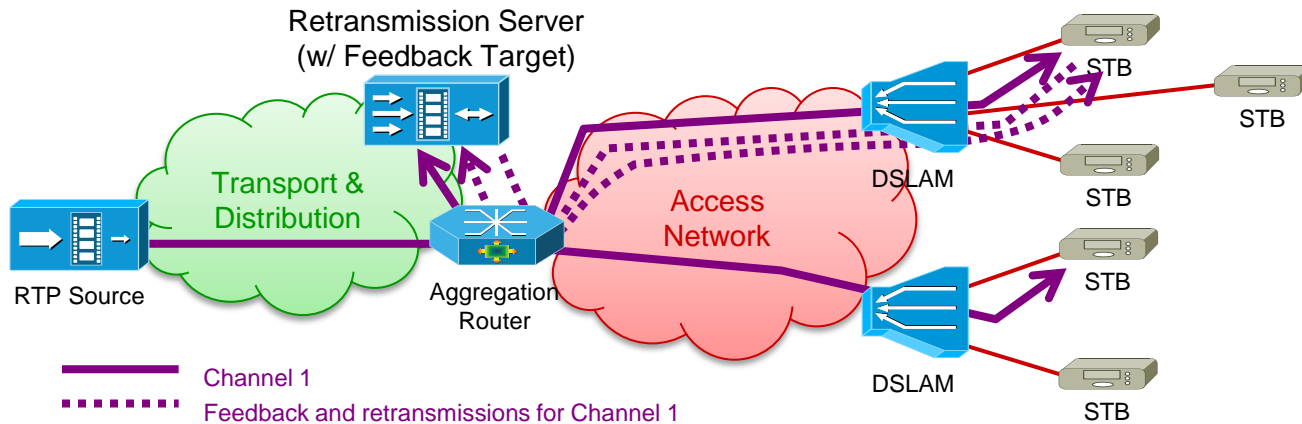 Retransmission Server
(w/ Feedback Target)
STB
STB
Transport &
Distribution
DSLAM
STB
Access
Network
RTP Source
Aggregation
Router
STB
Channel 1
DSLAM
Feedback and retransmissions for Channel 1
STB